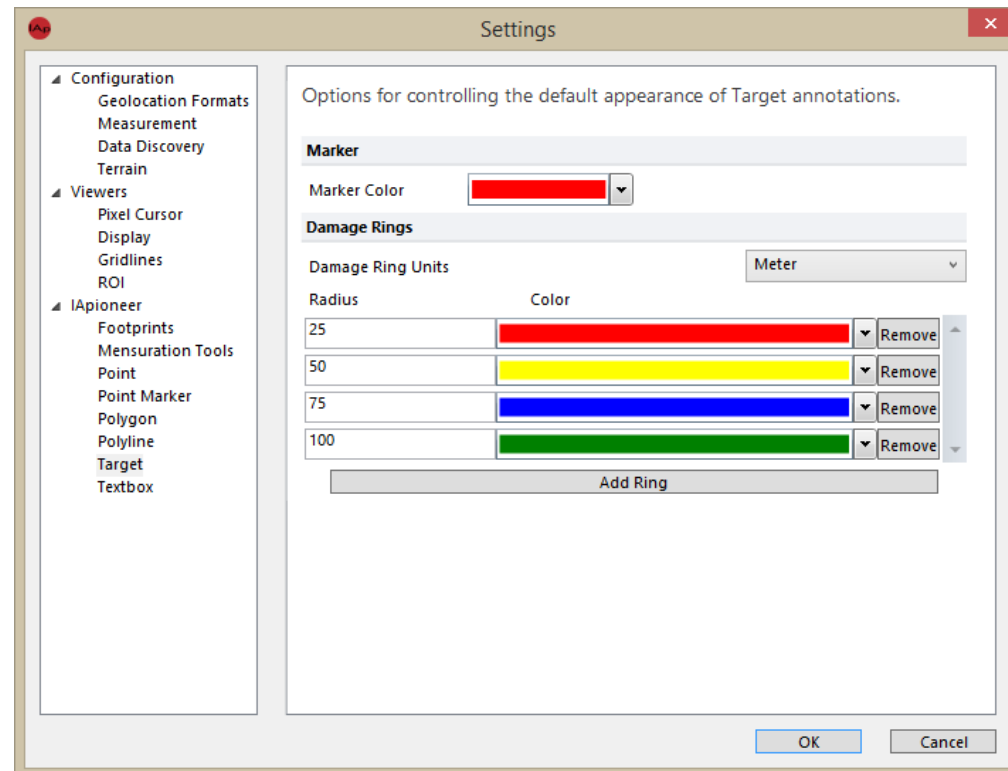 IAp
Settings
Configuration
Geolocation Formats
Measurement
Data Discovery
Terrain
Viewers
Pixel Cursor
Display
Gridlines
ROI
IApioneer
Footprints
Mensuration Tools
Point
Point Marker
Polygon
Polyline
Target
Textbox
Options for controlling the default appearance of Target annotations.
Marker
Marker Color
Damage Rings
Damage Ring Units Meter
Radius Color
25 Remove
50 Remove
75 Remove
100 Remove
Add Ring
OK Cancel